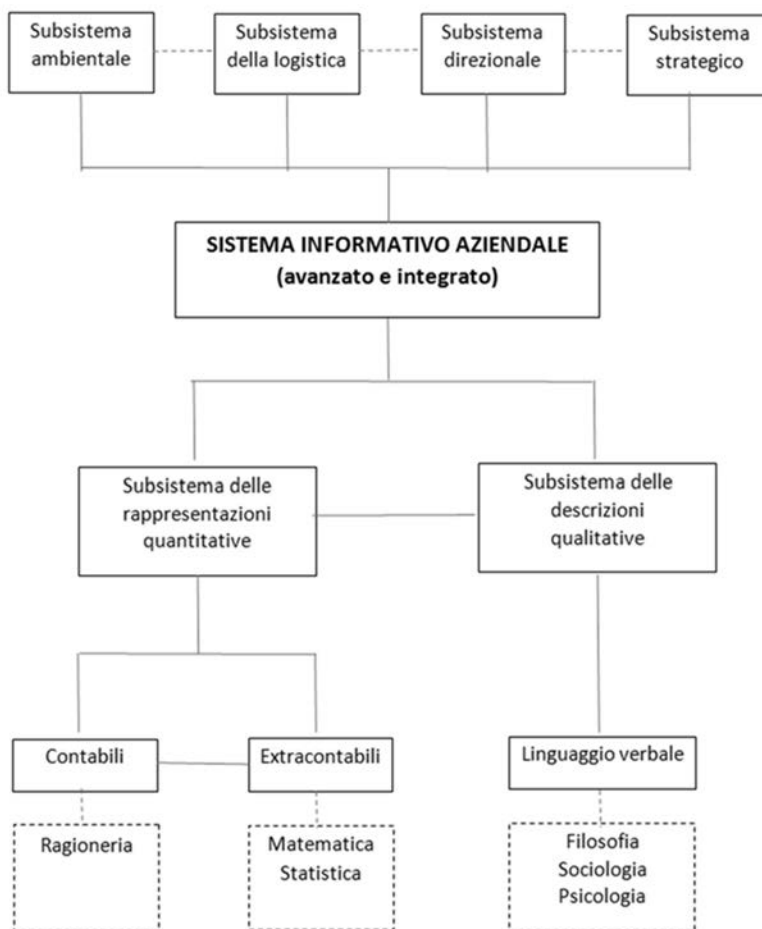 Subsistema
ambientale
Subsistema
della logistica
Subsistema
direzionale
Subsistema
strategico
SISTEMA INFORMATIVO AZIENDALE
(avanzato e integrato)
Subsistema delle
rappresentazioni
quantitative
Subsistema delle
descrizioni
qualitative
Contabili
Extracontabili
Linguaggio verbale
Ragioneria
Matematica
Statistica
Filosofia
Sociologia
Psicologia